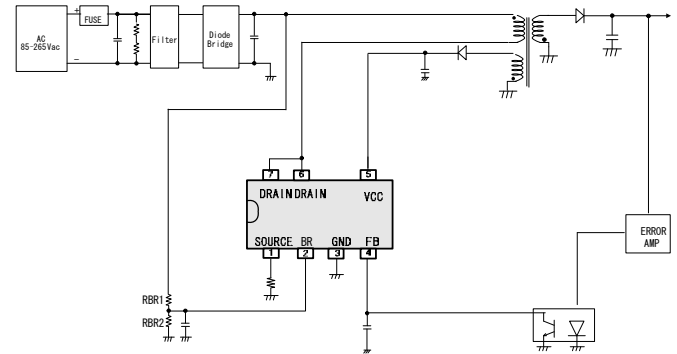 AC
85-265Vac
+
-
FUSE
Filter
Diode
Bridge
7 6 5
DRAIN DRAIN VCC
SOURCE BR GND FB
1 2 3 4
RBR1
RBR2
ERROR
AMP